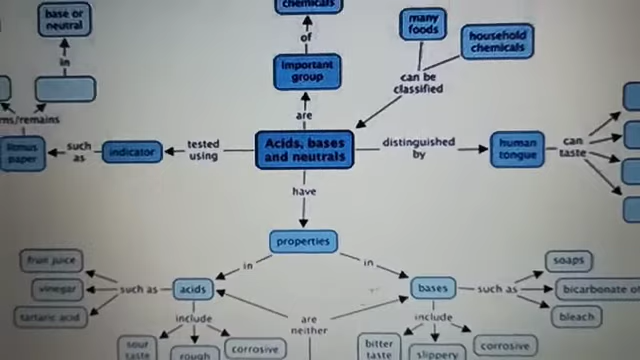 chemicals
base or
neutral
many
foods
household
chemicals
of
important
group
in
can be
classified
are
Acids, bases
and neutrals
distinguished
by
human
tongue
can
taste
tested
using
indicator
such
as
paper
have
properties
in
in
fruit juice
vinegar
tartaric acid
such as
acids
bases
such as
soaps
bicarbonate of
bleach
include
are
neither
include
sour
taste
rough
corrosive
bitter
taste
slippery
corrosive